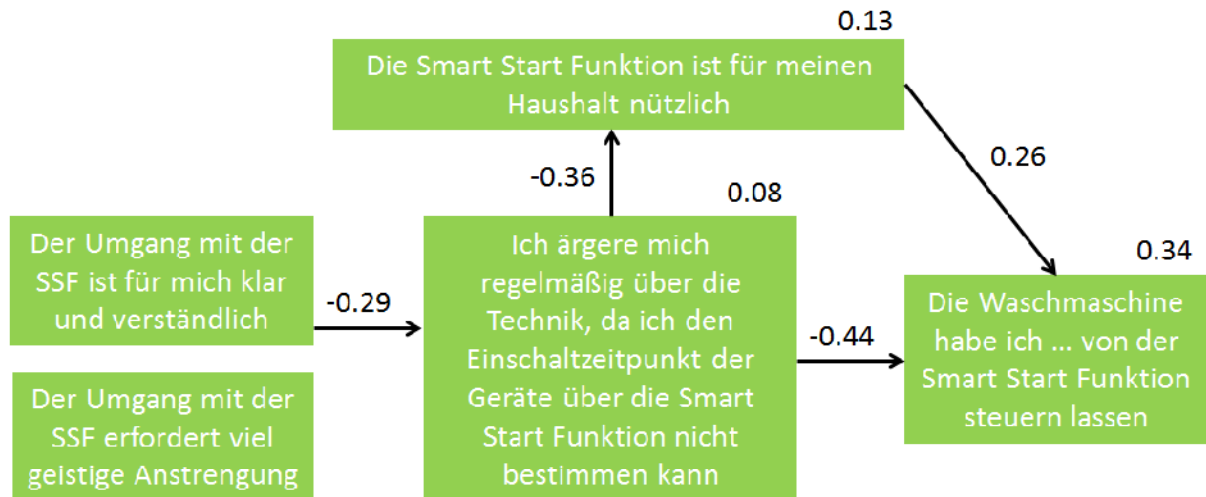 0.13
Die Smart Start Funktion ist für meinen
Haushalt nützlich
-0.36
0.26
0.08
Der Umgang mit der
SSF ist für mich klar
und verständlich
-0.29
Ich ärgere mich
regelmäßig über die
Technik, da ich den
Einschaltzeitpunkt der
Geräte über die Smart
Start Funktion nicht
bestimmen kann
-0.44
0.34
Die Waschmaschine
habe ich ... von der
Smart Start Funktion
steuern lassen
Der Umgang mit der
SSF erfordert viel
geistige Anstrengung